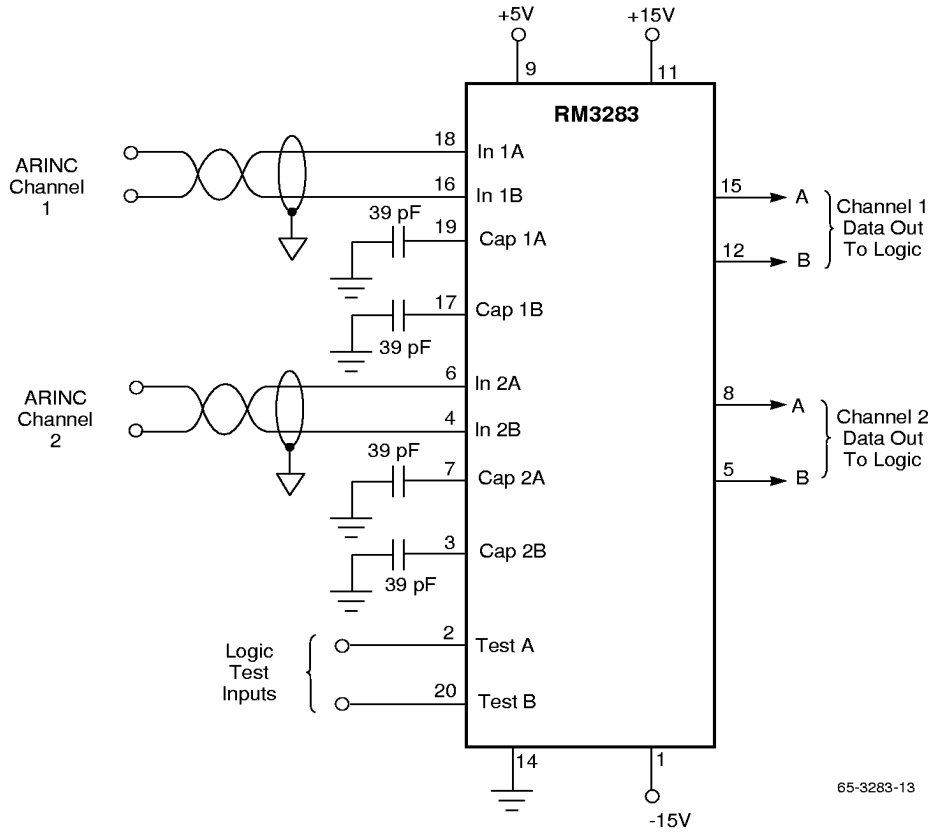 +5V
+15V
9
11
RM3283
ARINC
Channel
1
18
In 1A
16
In 1B
39 pF
19
Cap 1A
17
Cap 1B
39 pF
15
A
12
B
Channel 1
Data Out
To Logic
ARINC
Channel
2
6
In 2A
4
In 2B
39 pF
7
Cap 2A
3
Cap 2B
39 pF
8
A
5
B
Channel 2
Data Out
To Logic
Logic
Test
Inputs
2
Test A
20
Test B
14
1
-15V
65-3283-13